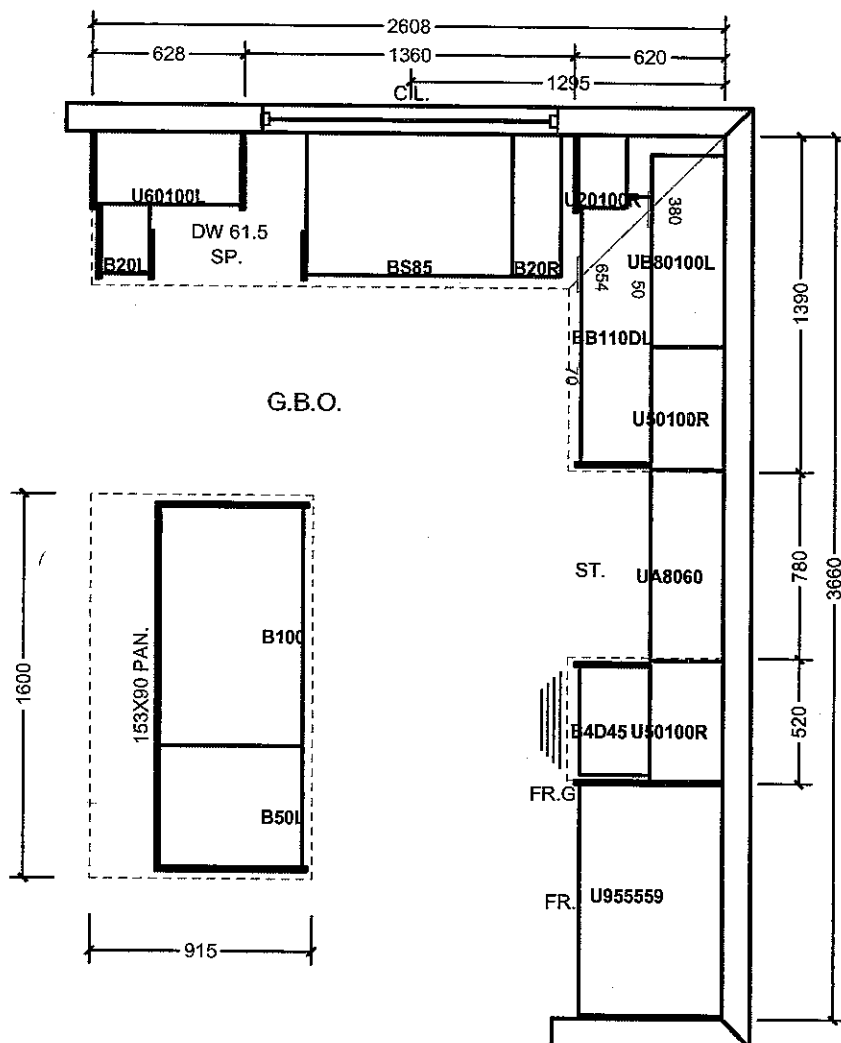 2608
628
1360
620
1295
CIL.
U60100L
U20100R
DW 61.5
SP.
B20L
BS85
B20R
380
UB80100L
654
50
BB110DL
70
1390
G.B.O.
U50100R
ST.
UA8060
780
3660
1600
153X90 PAN.
B100
B4D45
U50100R
520
B50L
FR.G
FR.
U955559
915